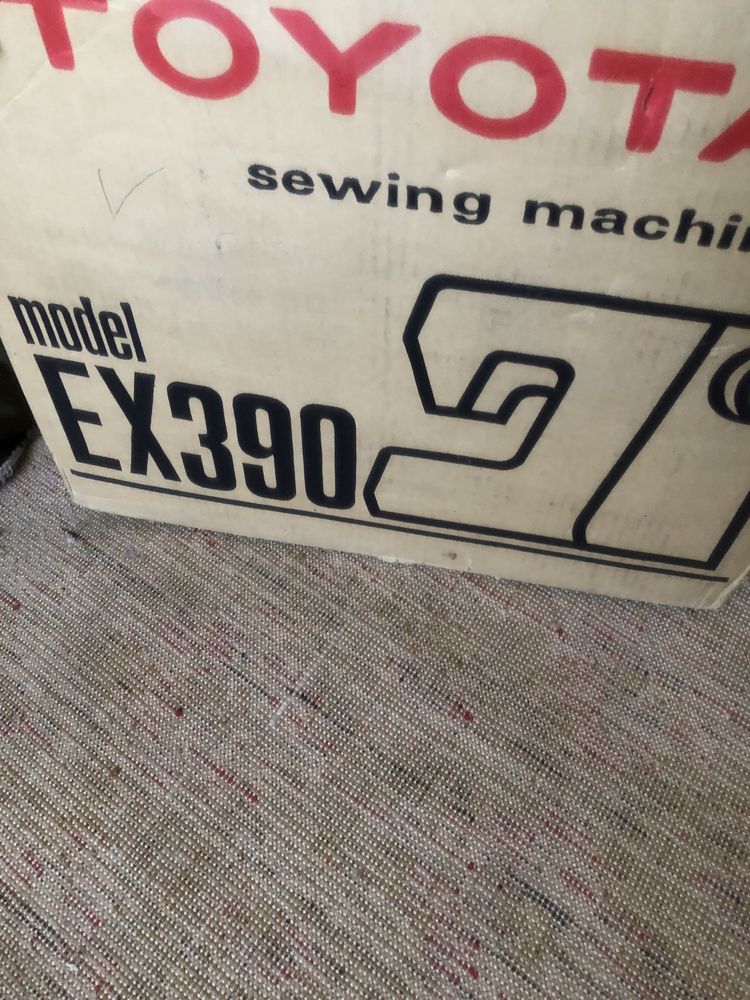 TOYOTA
sewing machin
model
EX390